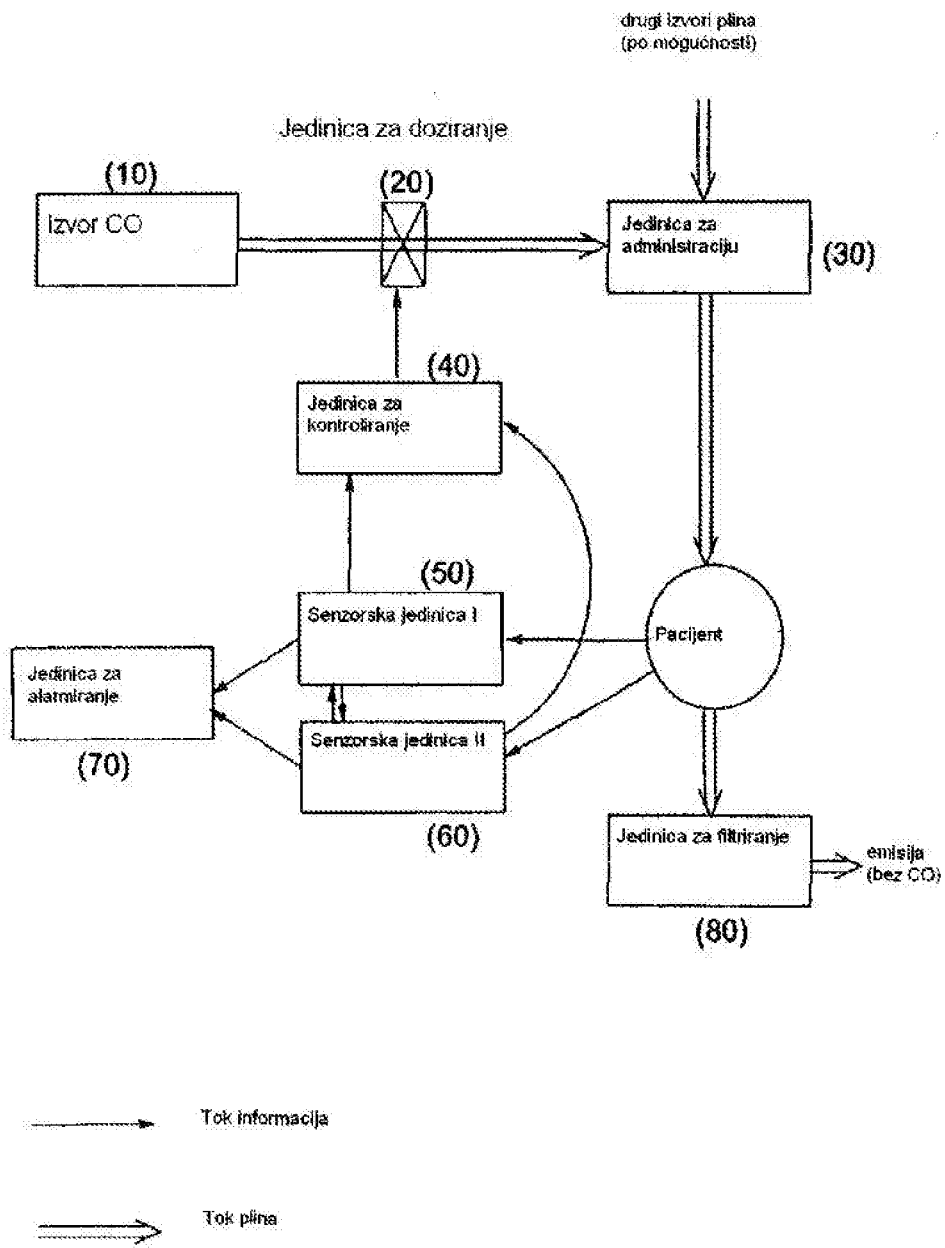 drugi izvori plina
(po mogućnosti)
Jedinica za doziranje
(10)
(20)
Izvor CO
Jedinica za
administraciju
(30)
(40)
Jedinica za
kontroliranje
(50)
Senzorska jedinica I
Pacijent
Jedinica za
alarmiranje
(70)
Senzorska jedinica II
(60)
Jedinica za filtriranje
emisija
(bez CO)
(80)
Tok informacija
Tok plina